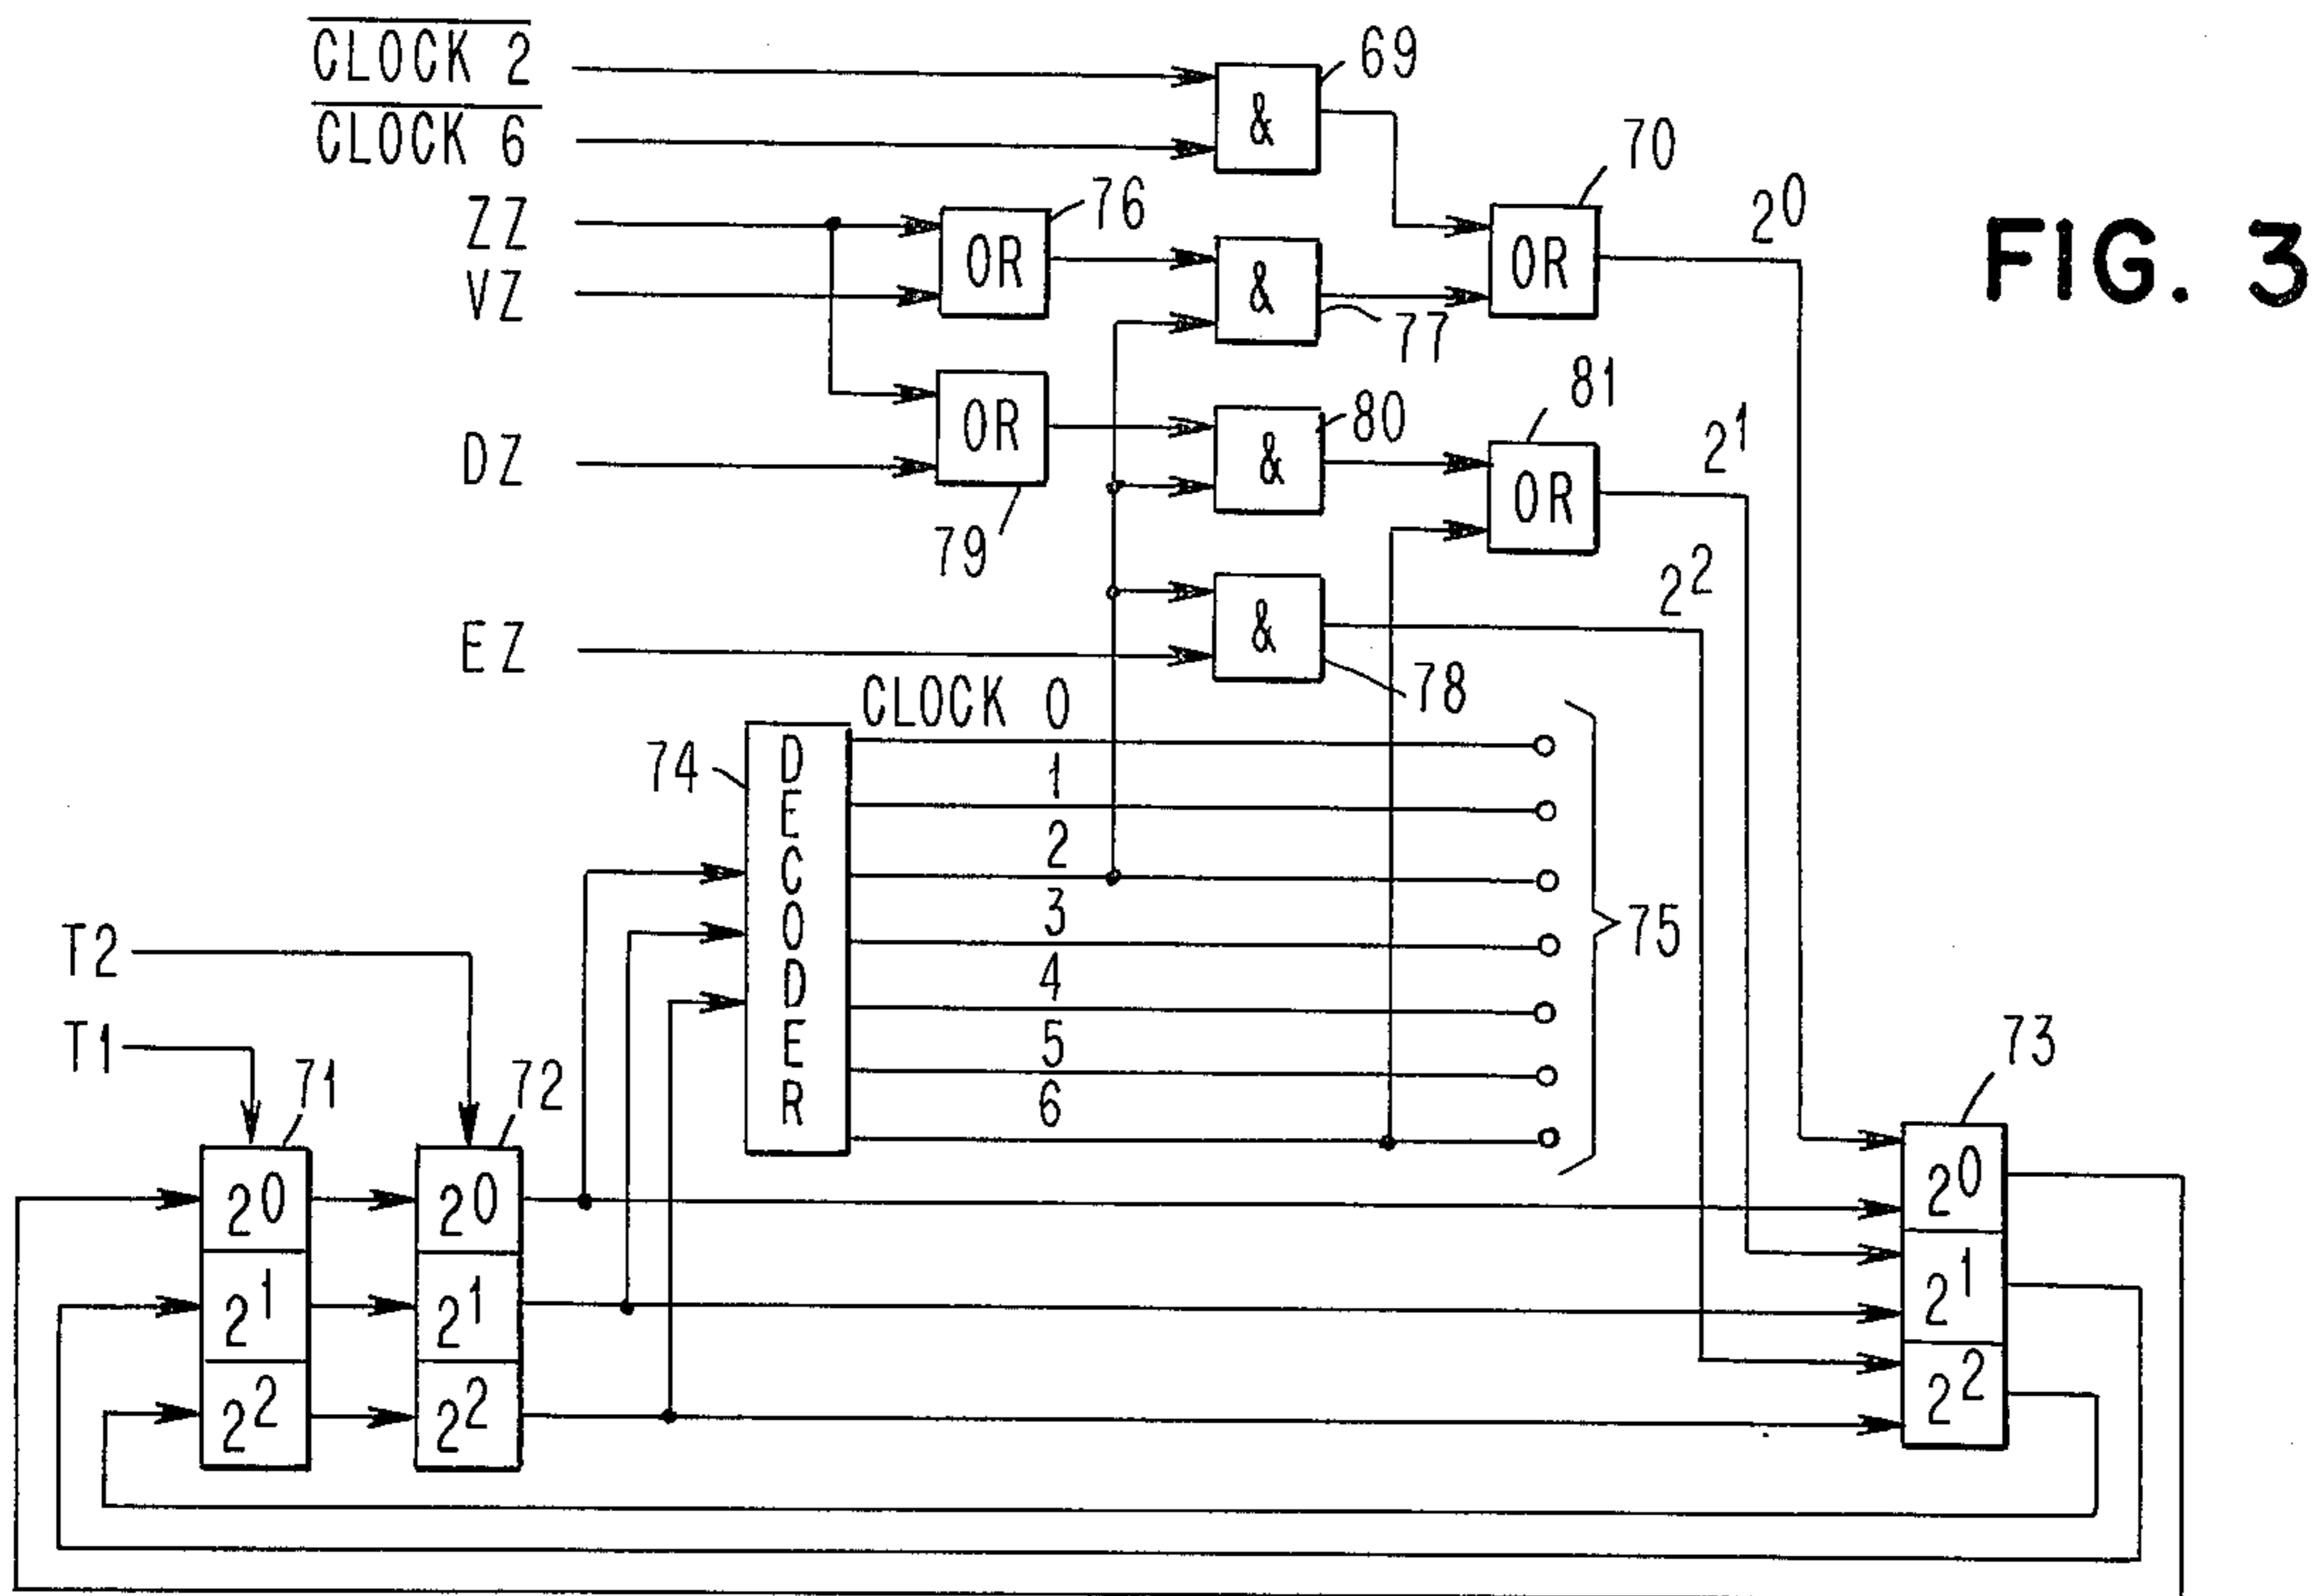 CLOCK 2
69
CLOCK 6
&
70
ZZ
76
2⁰
OR
OR
FIG. 3
VZ
&
77
81
OR
80
DZ
&
2¹
OR
79
2²
EZ
&
78
CLOCK 0
74
DECODER
1
2
3
75
4
5
6
T2
T1
71
72
73
2⁰
2⁰
2⁰
2¹
2¹
2¹
2²
2²
2²